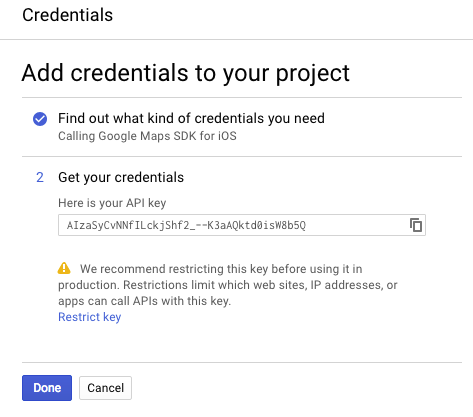 Credentials
Add credentials to your project
Find out what kind of credentials you need
Calling Google Maps SDK for iOS
2 Get your credentials
Here is your API key
AIzaSyCvNNfILckjShf2_--K3aAQktd0isW8b5Q
We recommend restricting this key before using it in
production. Restrictions limit which web sites, IP addresses, or
apps can call APIs with this key.
Restrict key
Done Cancel